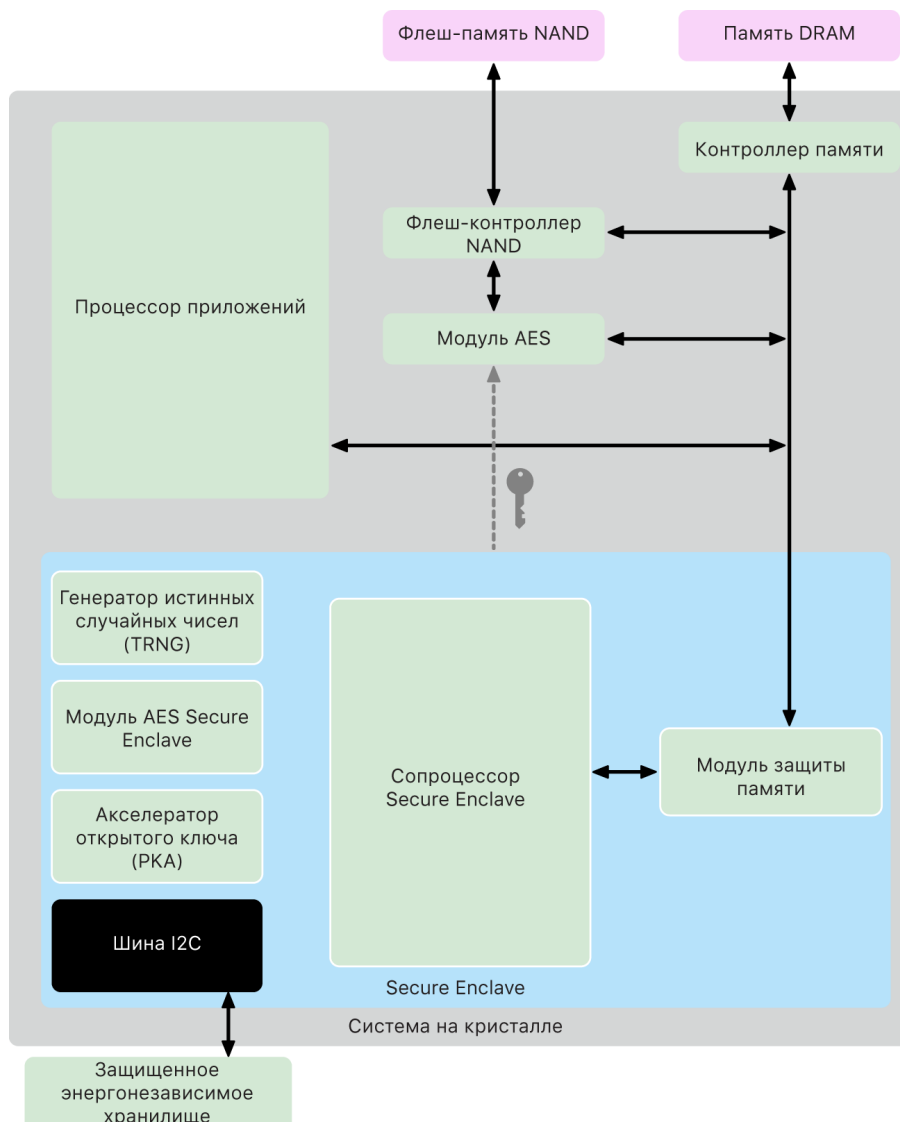 Флеш-память NAND
Память DRAM
Контроллер памяти
Флеш-контроллер
NAND
Процессор приложений
Модуль AES
Генератор истинных
случайных чисел
(TRNG)
Модуль AES Secure
Enclave
Акселератор
открытого ключа
(PKA)
Шина I2C
Сопроцессор
Secure Enclave
Модуль защиты
памяти
Secure Enclave
Система на кристалле
Защищенное
энергонезависимое
хранилище